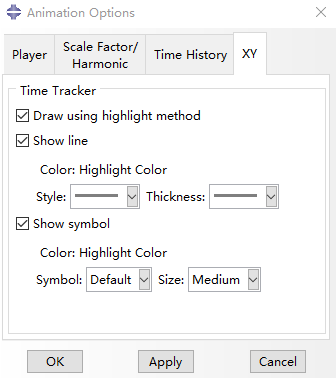 Animation Options
Player
Scale Factor/
Harmonic
Time History
XY
Time Tracker
Draw using highlight method
Show line
Color: Highlight Color
Style: Thickness:
Show symbol
Color: Highlight Color
Symbol: Default Size: Medium
OK Apply Cancel